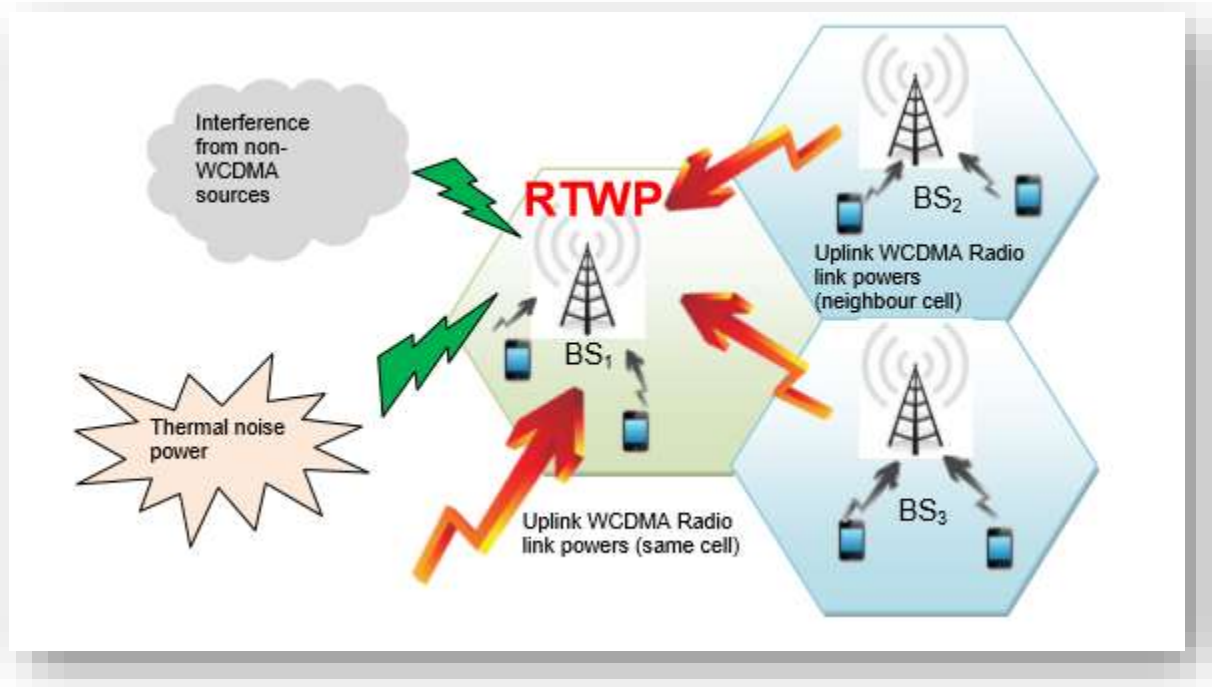 Interference
from non-
WCDMA
sources
RTWP
BS₁
BS₂
Uplink WCDMA Radio
link powers
(neighbour cell)
Thermal noise
power
BS₃
Uplink WCDMA Radio
link powers (same cell)